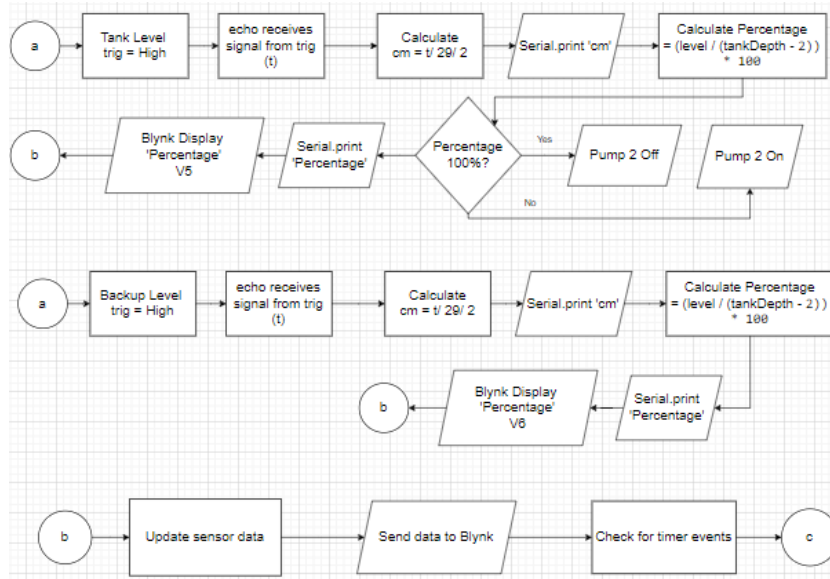 a
Tank Level
trig = High
echo receives
signal from trig
(t)
Calculate
cm = t/ 29/ 2
Serial.print 'cm'
Calculate Percentage
= (level / (tankDepth - 2))
* 100
b
Blynk Display
'Percentage'
V5
Serial.print
'Percentage'
Percentage
100%?
Yes
Pump 2 Off
Pump 2 On
No
a
Backup Level
trig = High
echo receives
signal from trig
(t)
Calculate
cm = t/ 29/ 2
Serial.print 'cm'
Calculate Percentage
= (level / (tankDepth - 2))
* 100
b
Blynk Display
'Percentage'
V6
Serial.print
'Percentage'
b
Update sensor data
Send data to Blynk
Check for timer events
c